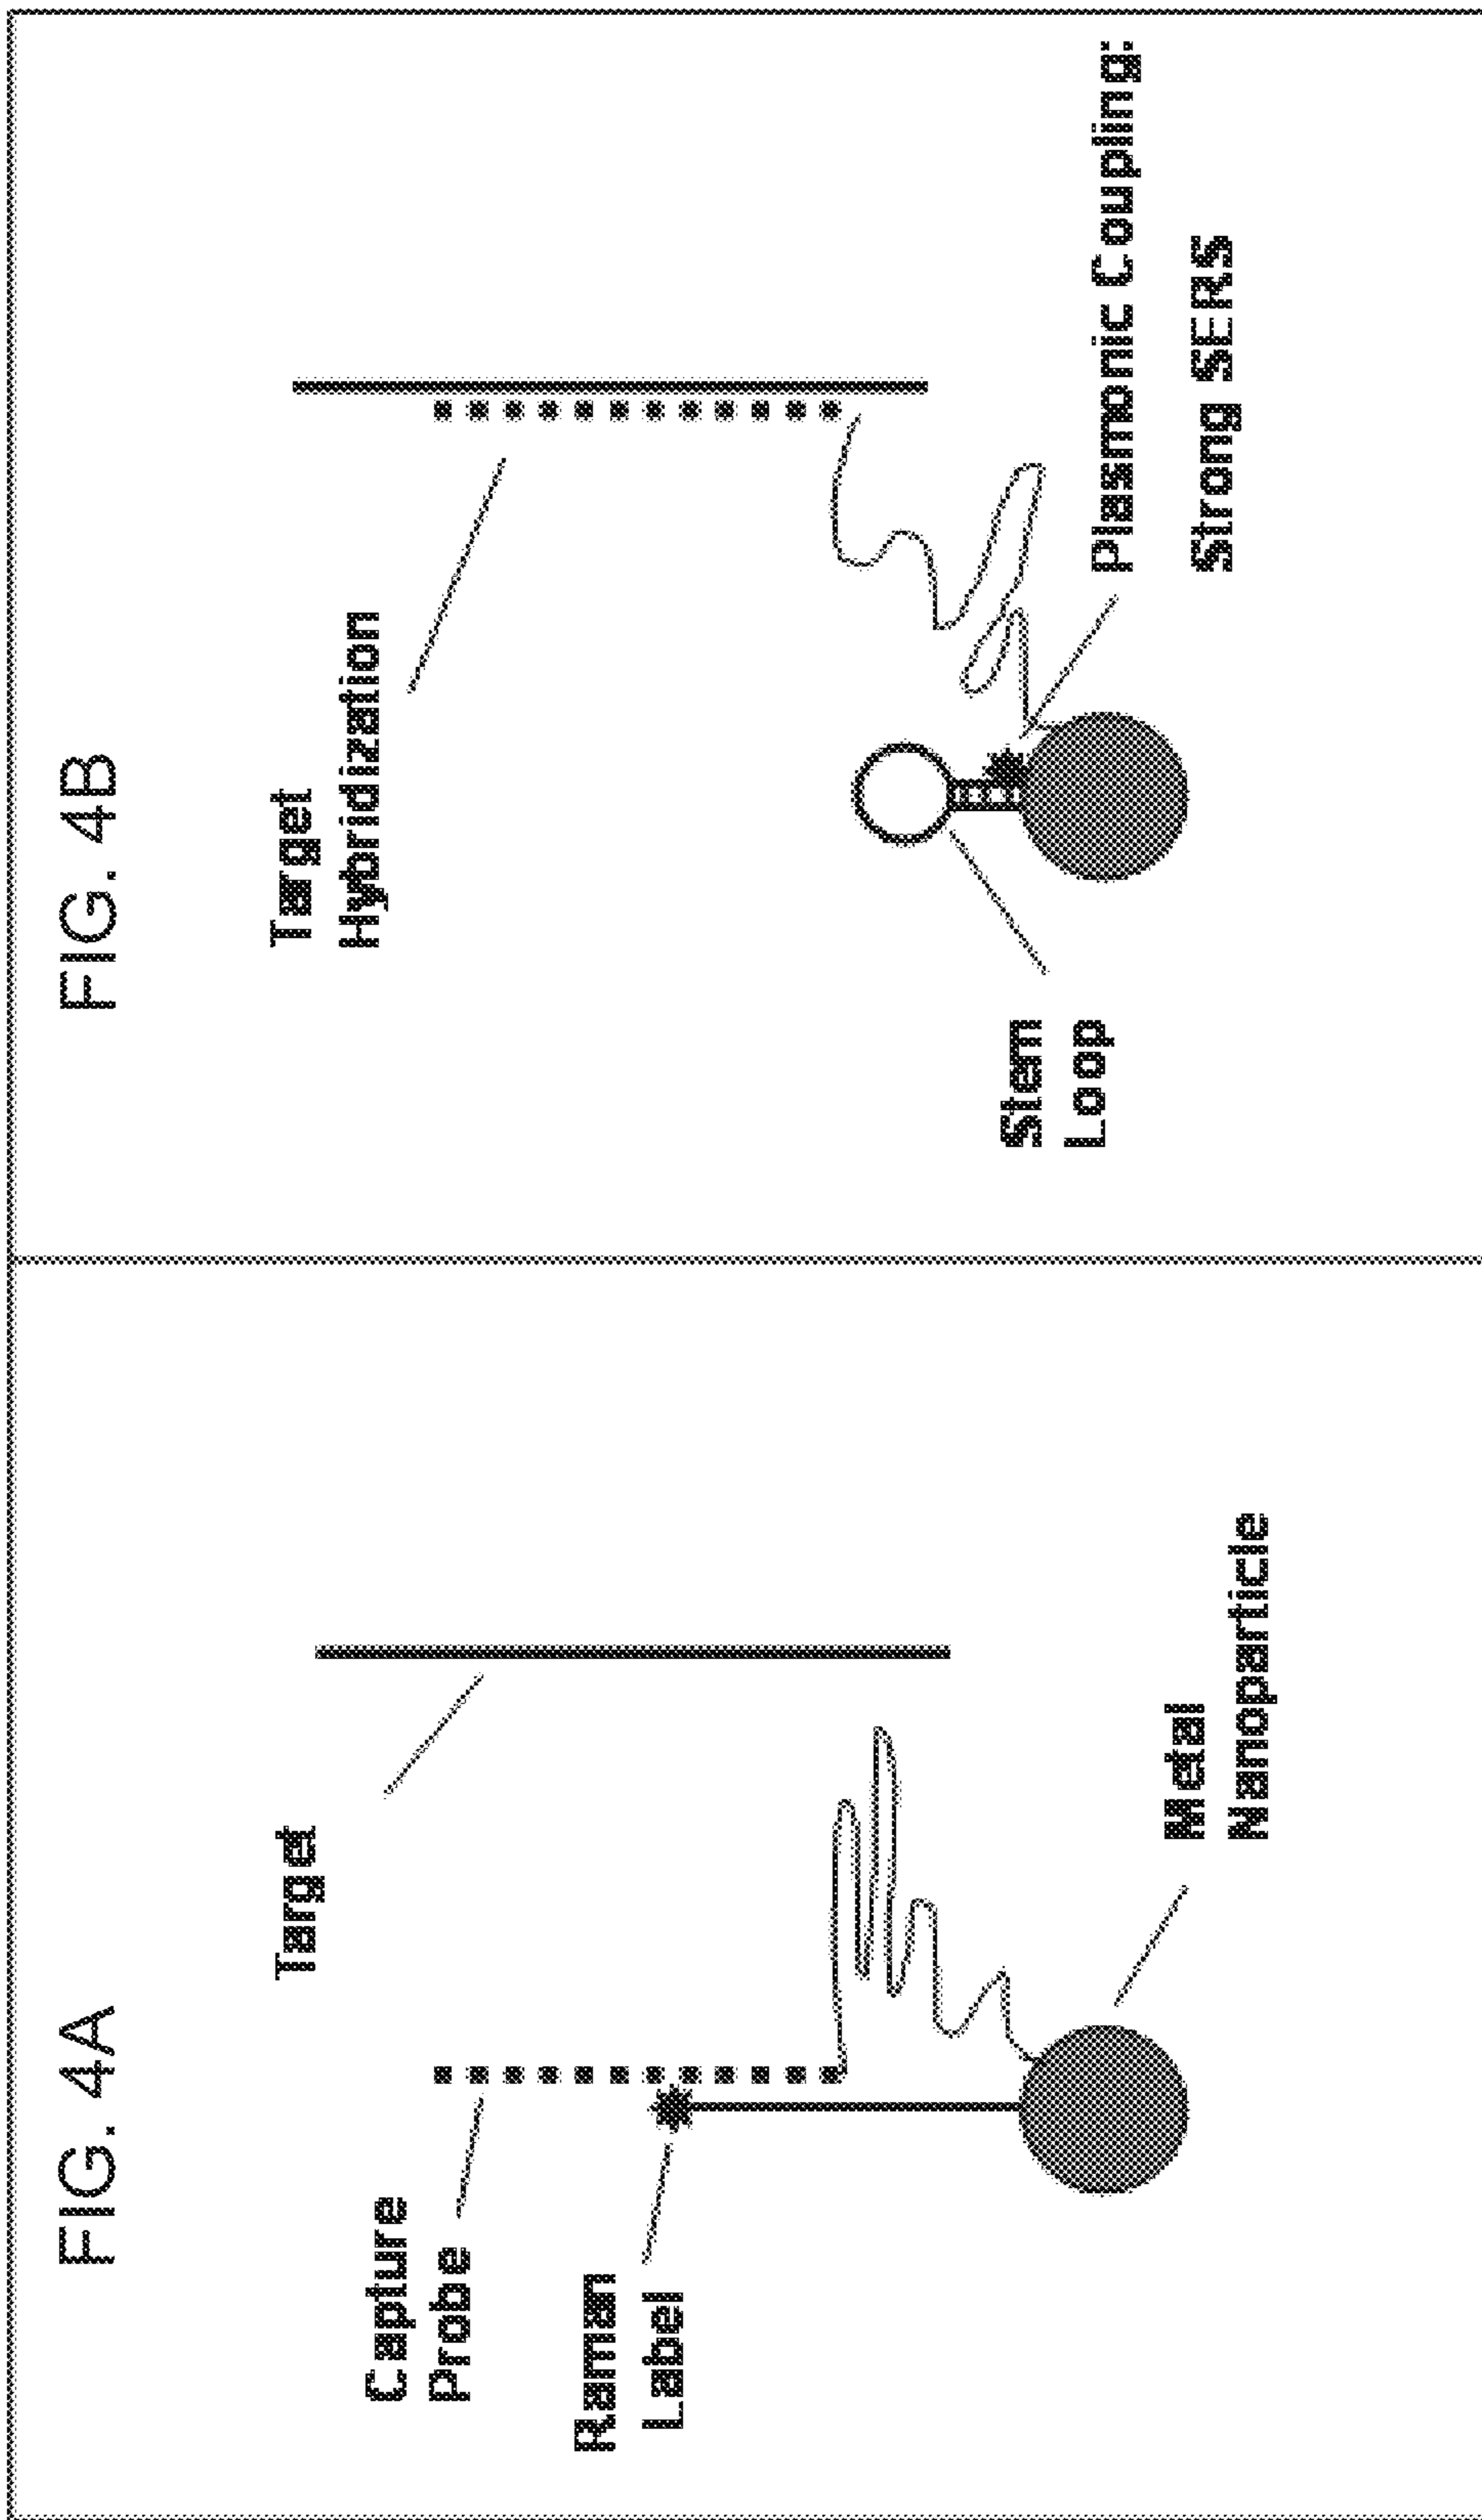 FIG. 4A
Capture
Probe
Target
Raman
Label
Metal
Nanoparticle
FIG. 4B
Target
Hybridization
Stem
Loop
Plasmonic Coupling:
Strong SERS